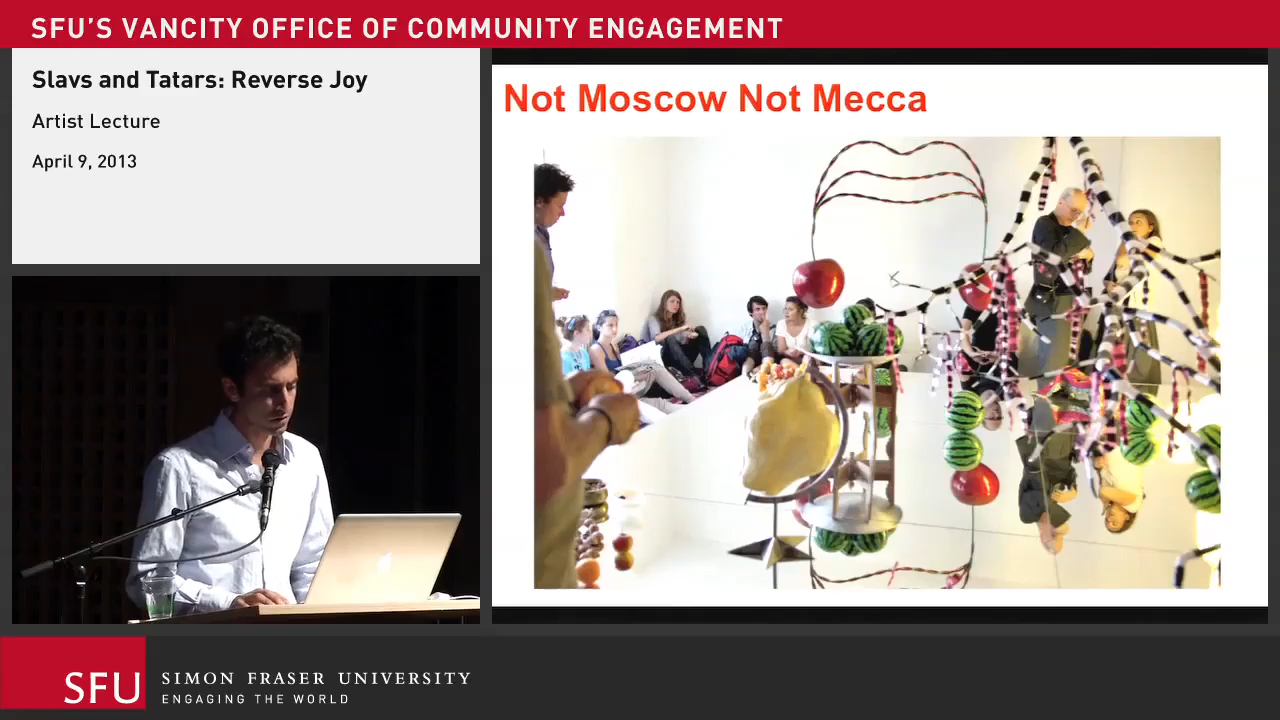 SFU'S VANCITY OFFICE OF COMMUNITY ENGAGEMENT
Slavs and Tatars: Reverse Joy
Artist Lecture
April 9, 2013
Not Moscow Not Mecca
SFU
SIMON FRASER UNIVERSITY
ENGAGING THE WORLD